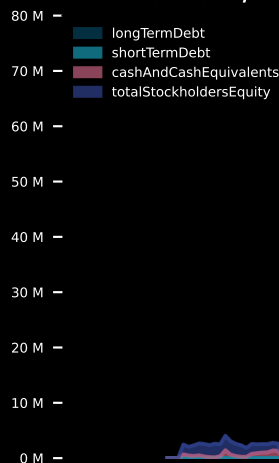 80 M
longTermDebt
shortTermDebt
70 M
cashAndCashEquivalents
totalStockholdersEquity
60 M
50 M
40 M
30 M
20 M
10 M
0 M